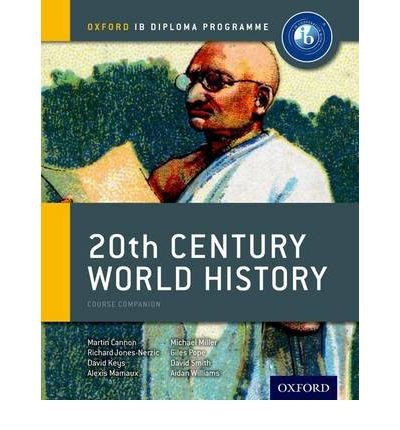 OXFORD IB DIPLOMA PROGRAMME
ib
20th CENTURY
WORLD HISTORY
COURSE COMPANION
Martin Cannon
Richard Jones-Nerzic
David Keys
Alexis Mamaux
Michael Miller
Giles Pope
David Smith
Aidan Williams
OXFORD